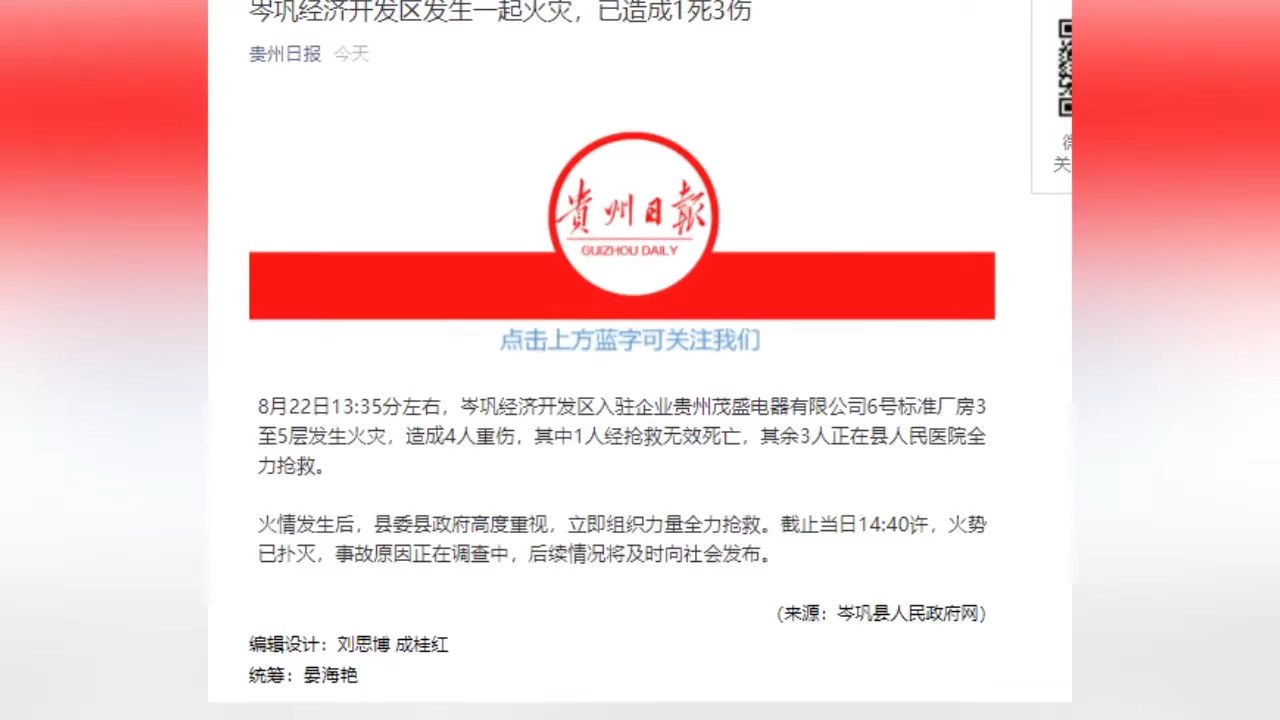 岑巩经济开发区发生一起火灾，已造成1死3伤
贵州日报 今天
貴州日報
GUIZHOU DAILY
点击上方蓝字可关注我们
8月22日13:35分左右，岑巩经济开发区入驻企业贵州茂盛电器有限公司6号标准厂房3
至5层发生火灾，造成4人重伤，其中1人经抢救无效死亡，其余3人正在县人民医院全
力抢救。
火情发生后，县委县政府高度重视，立即组织力量全力抢救。截止当日14:40许，火势
已扑灭，事故原因正在调查中，后续情况将及时向社会发布。
（来源：岑巩县人民政府网）
编辑设计：刘思博 成桂红
统筹：晏海艳
关